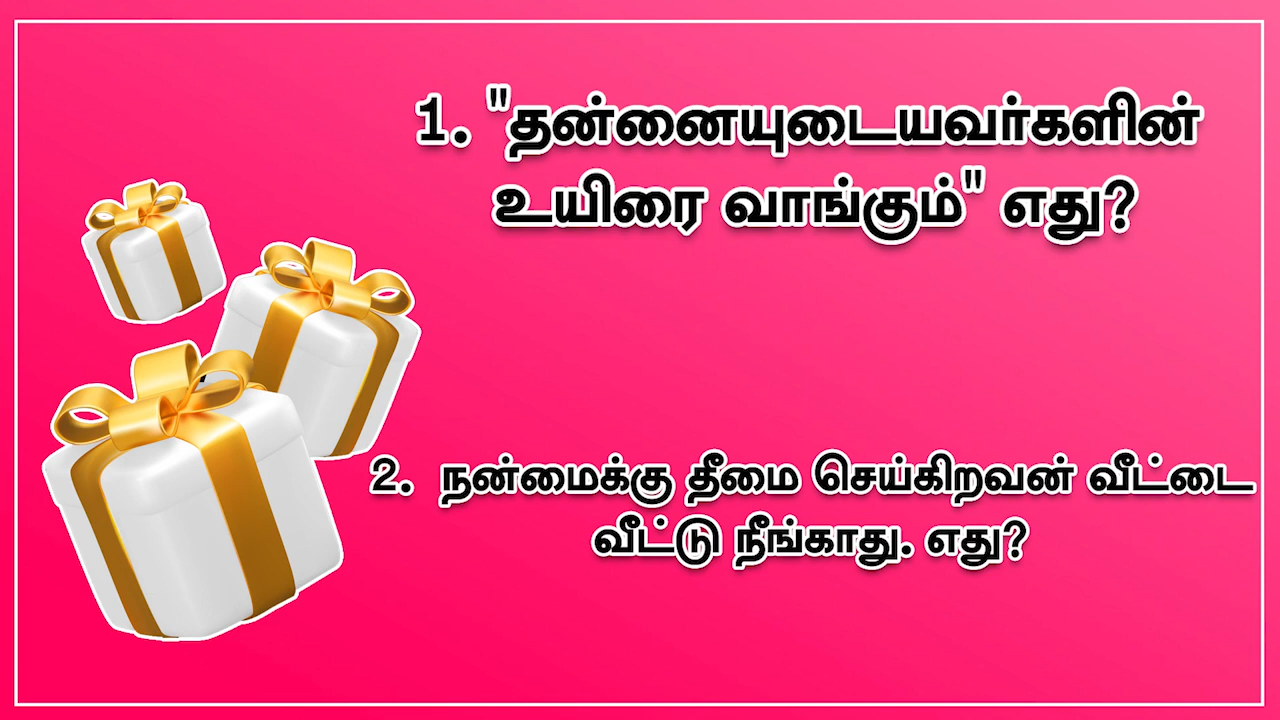 1. "தன்னையுடையவர்களின்
உயிரை வாங்கும்" எது?
2. நன்மைக்கு தீமை செய்கிறவன் வீட்டை
வீட்டு நீங்காது. எது?